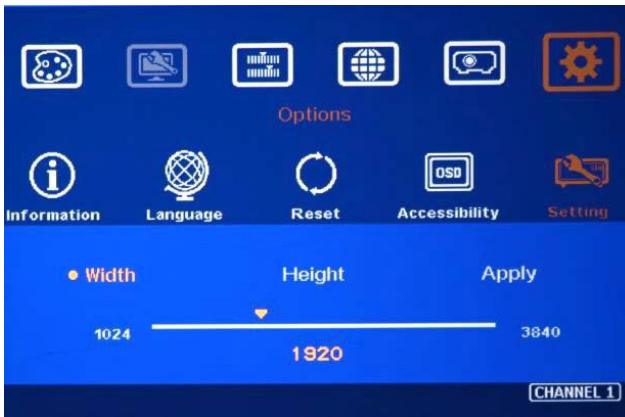 Options
OSD
Information Language Reset Accessibility Setting
Width Height Apply
1024 3840
1920
CHANNEL 1